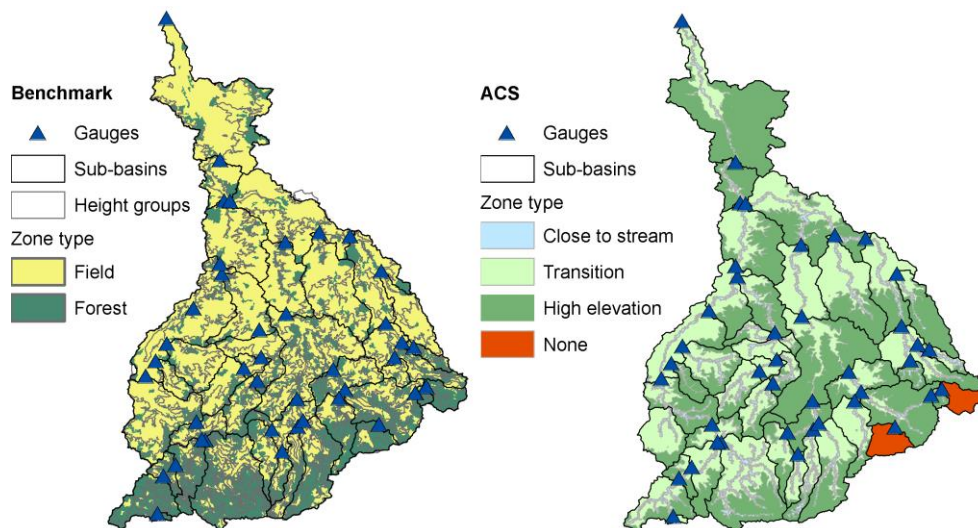 Benchmark
Gauges
Sub-basins
Height groups
Zone type
Field
Forest
ACS
Gauges
Sub-basins
Zone type
Close to stream
Transition
High elevation
None